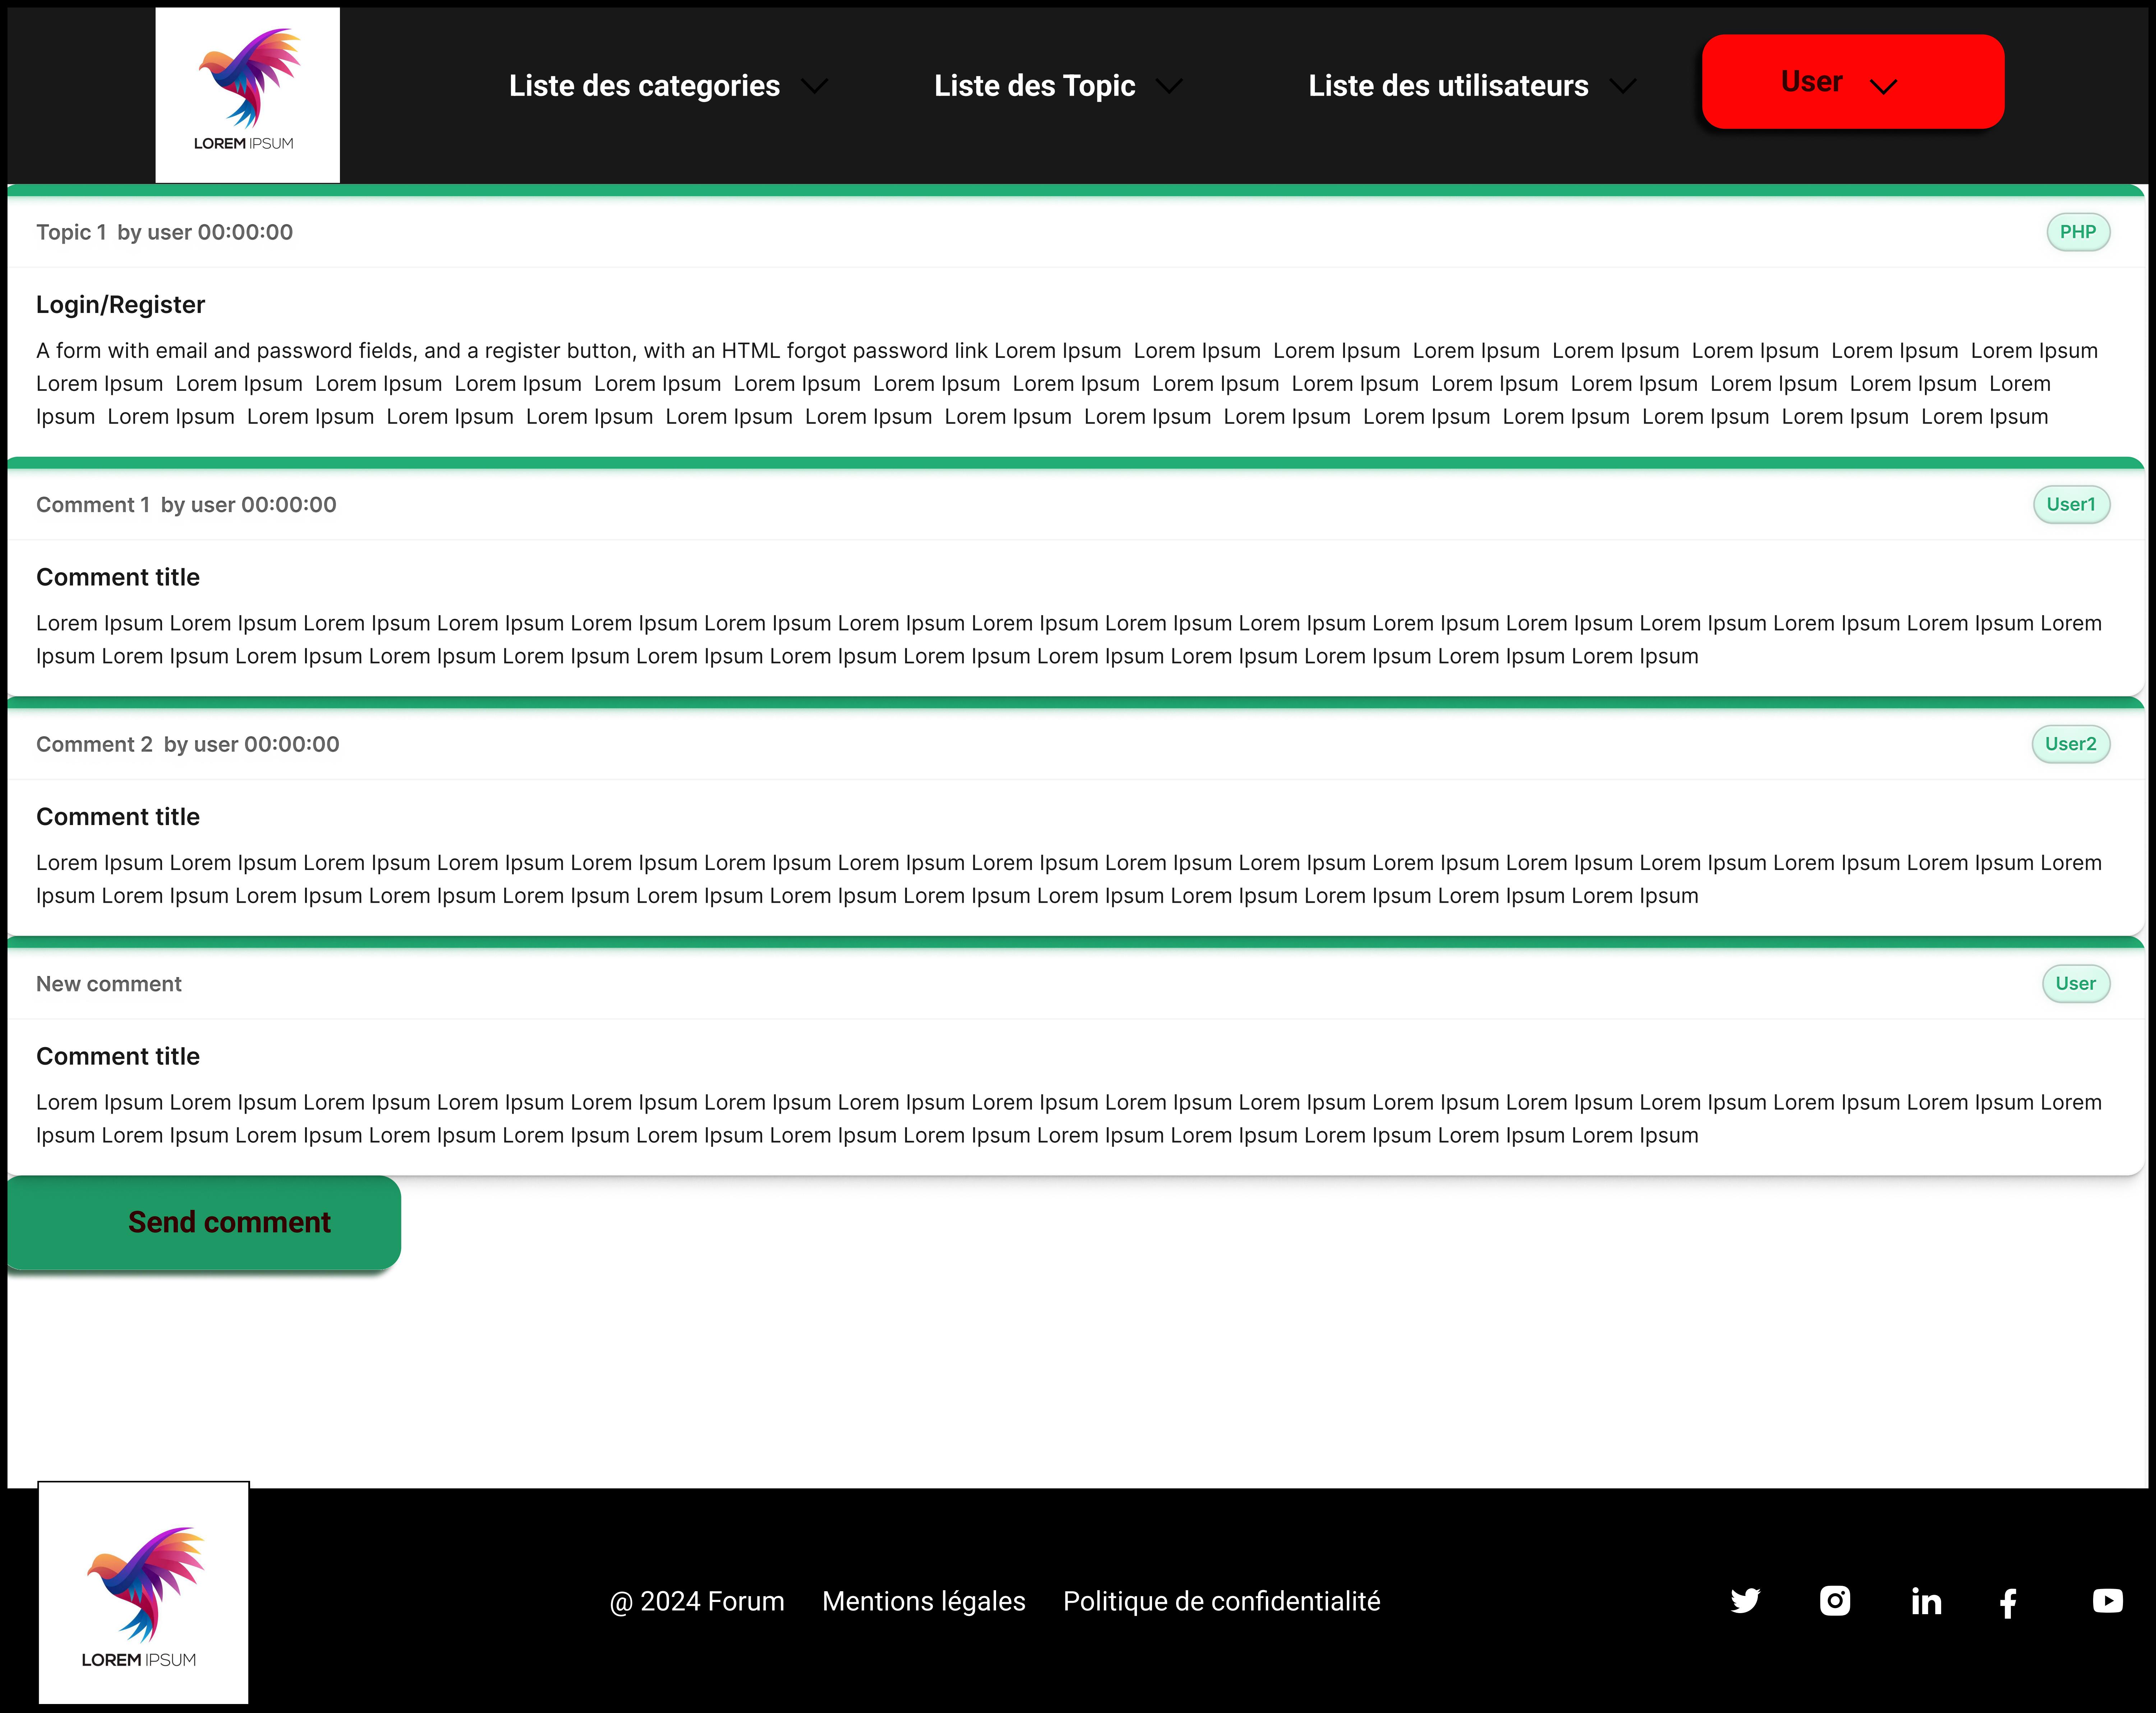 LOREM IPSUM
Liste des categories
Liste des Topic
Liste des utilisateurs
User
Topic 1 by user 00:00:00
PHP
Login/Register
A form with email and password fields, and a register button, with an HTML forgot password link Lorem Ipsum Lorem Ipsum Lorem Ipsum Lorem Ipsum Lorem Ipsum Lorem Ipsum Lorem Ipsum Lorem Ipsum
Lorem Ipsum Lorem Ipsum Lorem Ipsum Lorem Ipsum Lorem Ipsum Lorem Ipsum Lorem Ipsum Lorem Ipsum Lorem Ipsum Lorem Ipsum Lorem Ipsum Lorem Ipsum Lorem Ipsum Lorem Ipsum Lorem
Ipsum Lorem Ipsum Lorem Ipsum Lorem Ipsum Lorem Ipsum Lorem Ipsum Lorem Ipsum Lorem Ipsum Lorem Ipsum Lorem Ipsum Lorem Ipsum Lorem Ipsum Lorem Ipsum Lorem Ipsum Lorem Ipsum
Comment 1 by user 00:00:00
User1
Comment title
Lorem Ipsum Lorem Ipsum Lorem Ipsum Lorem Ipsum Lorem Ipsum Lorem Ipsum Lorem Ipsum Lorem Ipsum Lorem Ipsum Lorem Ipsum Lorem Ipsum Lorem Ipsum Lorem Ipsum Lorem Ipsum Lorem Ipsum Lorem
Ipsum Lorem Ipsum Lorem Ipsum Lorem Ipsum Lorem Ipsum Lorem Ipsum Lorem Ipsum Lorem Ipsum Lorem Ipsum Lorem Ipsum Lorem Ipsum Lorem Ipsum Lorem Ipsum
Comment 2 by user 00:00:00
User2
Comment title
Lorem Ipsum Lorem Ipsum Lorem Ipsum Lorem Ipsum Lorem Ipsum Lorem Ipsum Lorem Ipsum Lorem Ipsum Lorem Ipsum Lorem Ipsum Lorem Ipsum Lorem Ipsum Lorem Ipsum Lorem Ipsum Lorem Ipsum Lorem
Ipsum Lorem Ipsum Lorem Ipsum Lorem Ipsum Lorem Ipsum Lorem Ipsum Lorem Ipsum Lorem Ipsum Lorem Ipsum Lorem Ipsum Lorem Ipsum Lorem Ipsum Lorem Ipsum
New comment
User
Comment title
Lorem Ipsum Lorem Ipsum Lorem Ipsum Lorem Ipsum Lorem Ipsum Lorem Ipsum Lorem Ipsum Lorem Ipsum Lorem Ipsum Lorem Ipsum Lorem Ipsum Lorem Ipsum Lorem Ipsum Lorem Ipsum Lorem Ipsum Lorem
Ipsum Lorem Ipsum Lorem Ipsum Lorem Ipsum Lorem Ipsum Lorem Ipsum Lorem Ipsum Lorem Ipsum Lorem Ipsum Lorem Ipsum Lorem Ipsum Lorem Ipsum Lorem Ipsum
Send comment
LOREM IPSUM
@ 2024 Forum
Mentions légales
Politique de confidentialité